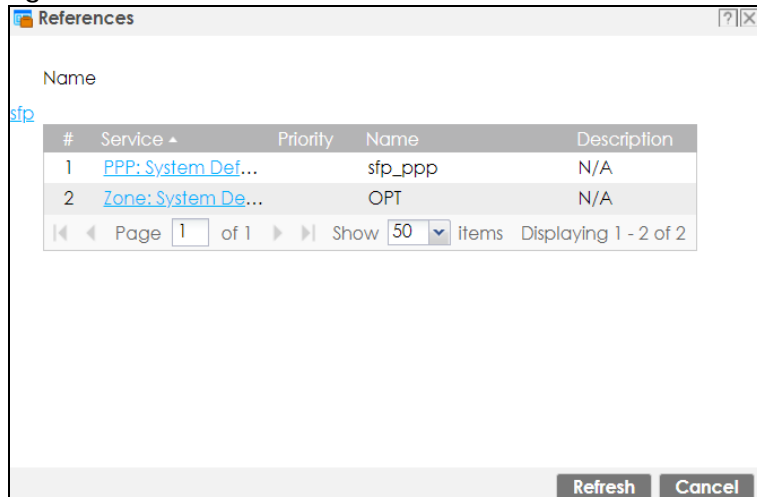 References
Name
sfp
# Service Priority Name Description
1 PPP: System Def... sfp_ppp N/A
2 Zone: System De... OPT N/A
Page 1 of 1 Show 50 items Displaying 1 - 2 of 2
Refresh Cancel